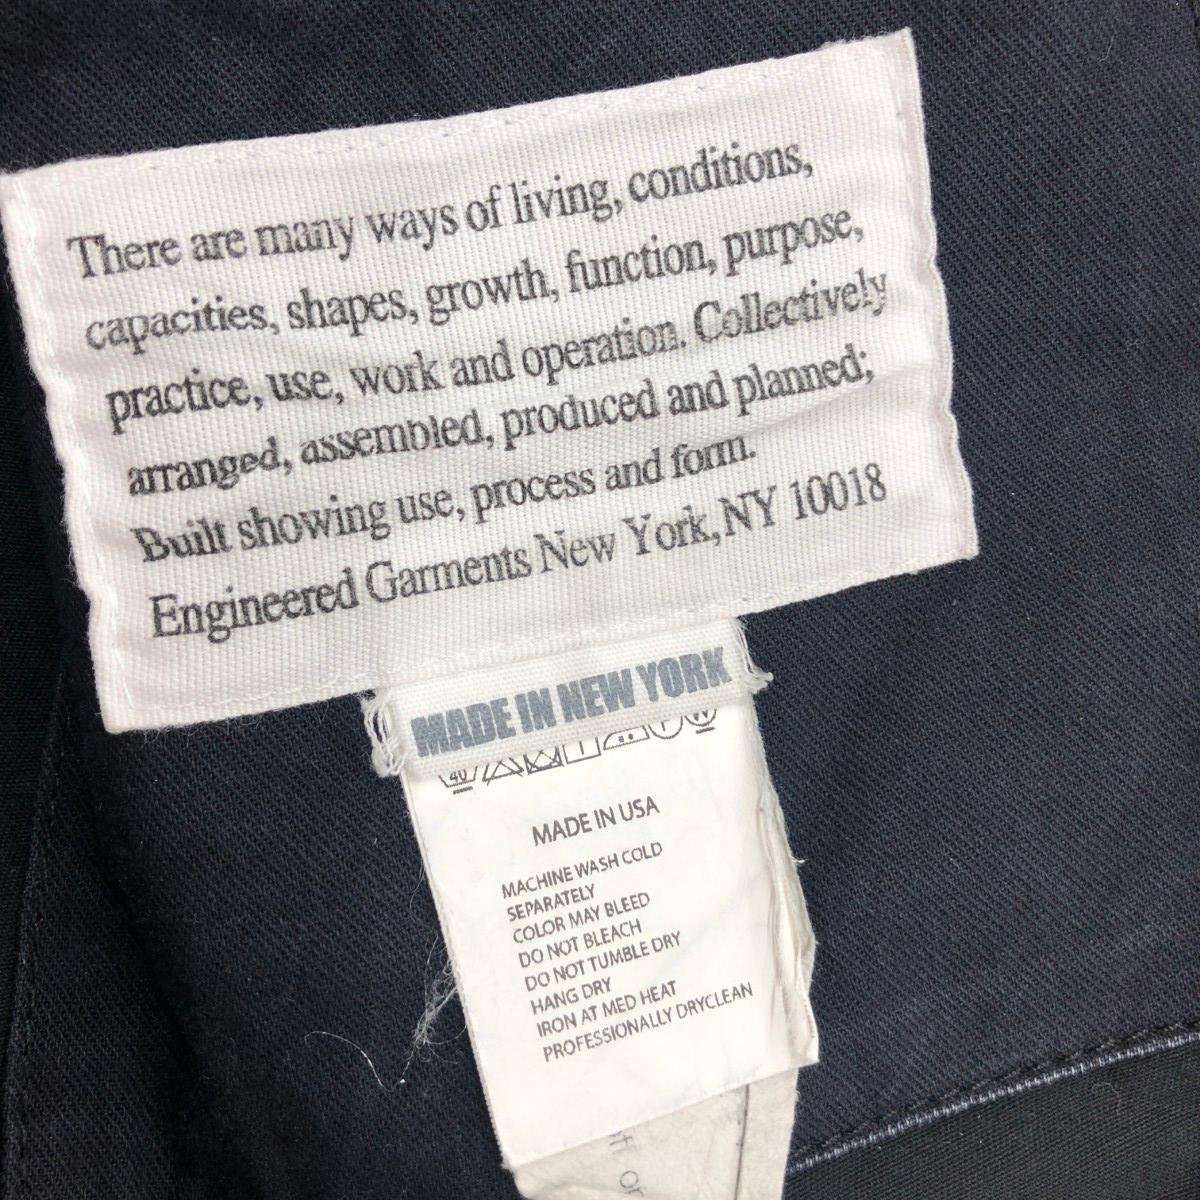 There are many ways of living, conditions,
capacities, shapes, growth, function, purpose,
practice, use, work and operation. Collectively
arranged, assembled, produced and planned;
Built showing use, process and form.
Engineered Garments New York, NY 10018
MADE IN NEW YORK
40
MADE IN USA
MACHINE WASH COLD
SEPARATELY
COLOR MAY BLEED
DO NOT BLEACH
DO NOT TUMBLE DRY
HANG DRY
IRON AT MED HEAT
PROFESSIONALLY DRYCLEAN